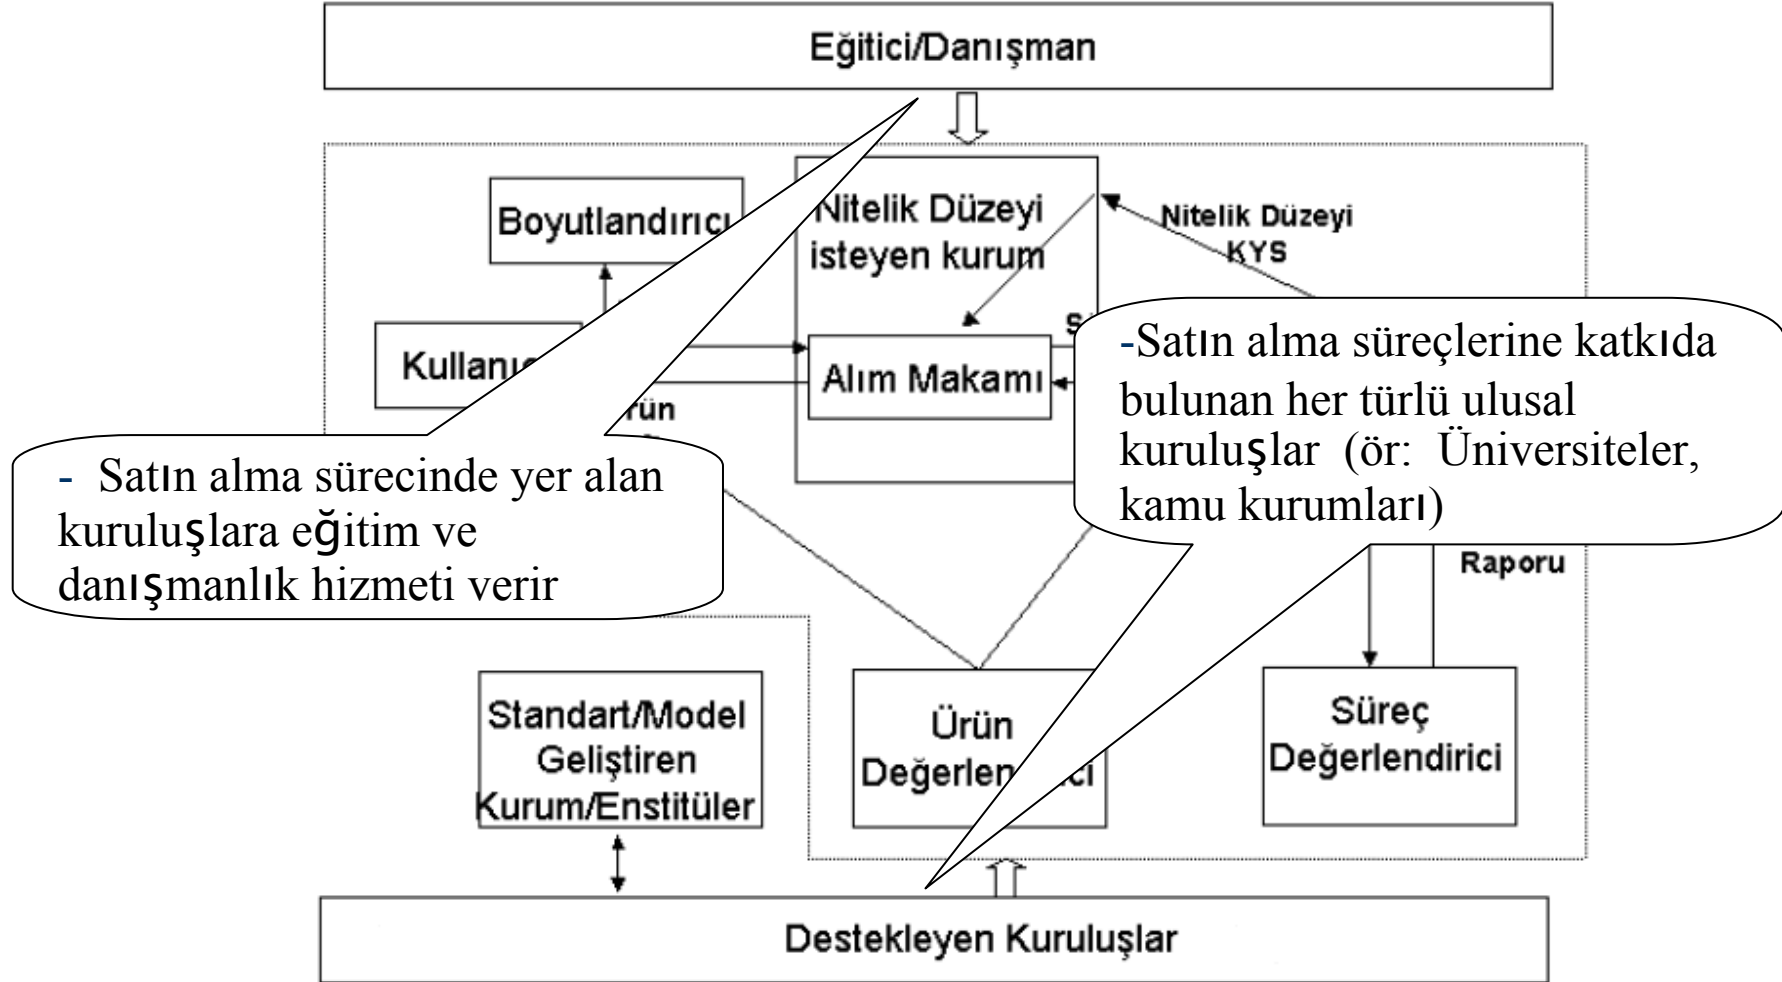 Eğitici/Danışman
Boyutlandırıcı
Nitelik Düzeyi
isteyen kurum
Nitelik Düzeyi
KYS
Alım Makamı
-Satın alma süreçlerine katkıda
bulunan her türlü ulusal
kuruluşlar (ör: Üniversiteler,
kamu kurumları)
- Satın alma sürecinde yer alan
kuruluşlara eğitim ve
danışmanlık hizmeti verir
Raporu
Standart/Model
Geliştiren
Kurum/Enstitüler
Ürün
Süreç
Değerlendirici
Destekleyen Kuruluşlar